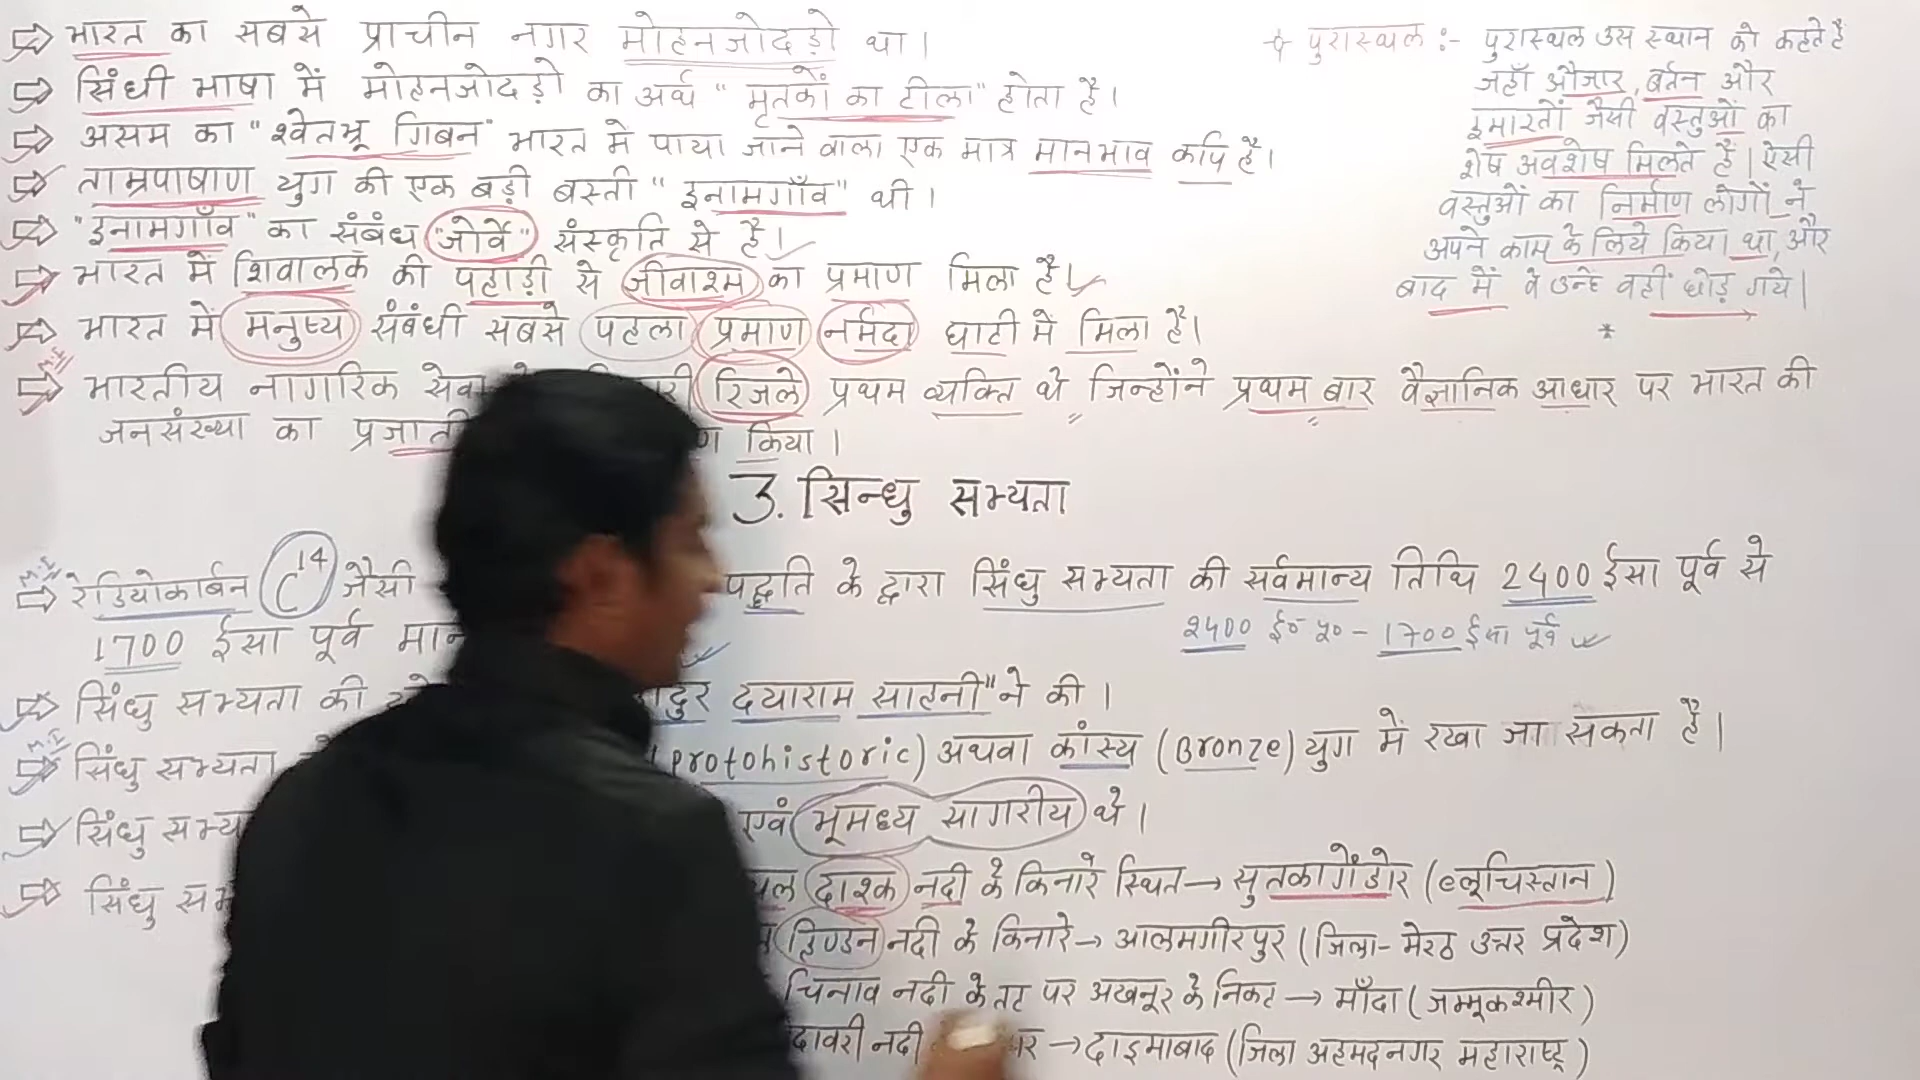 भारत का सबसे प्राचीन नगर मोहनजोदड़ो था।
सिंधी भाषा में मोहनजोदड़ो का अर्थ "मृतकों का टीला" होता है।
असम का "श्वेतभ्रू गिबन" भारत में पाया जाने वाला एक मात्र मानभाव कपि है।
ताम्रपाषाण युग की एक बड़ी बस्ती "इनामगाँव" थी।
"इनामगाँव" का संबंध "जोर्वे" संस्कृति से है।
भारत में शिवालक की पहाड़ी से जीवाश्म का प्रमाण मिला है।
भारत में मनुष्य संबंधी सबसे पहला प्रमाण नर्मदा घाटी में मिला है।
M.I
भारतीय नागरिक सेवा रिजले प्रथम व्यक्ति थे जिन्होंने प्रथम बार वैज्ञानिक आधार पर भारत की
जनसंख्या का किया।
पुरास्थल :- पुरास्थल उस स्थान को कहते है
जहाँ औजार, बर्तन और
इमारतों जैसी वस्तुओं का
शेष अवशेष मिलते हैं। ऐसी
वस्तुओं का निर्माण लोगों ने
अपने काम के लिये किया था, और
बाद में वे उन्हे वहीं छोड़ गये।
3. सिन्धु सभ्यता
M.I
रेडियोकार्बन C14 जैसी पद्धति के द्वारा सिंधु सभ्यता की सर्वमान्य तिथि 2400 ईसा पूर्व से
1700 ईसा पूर्व
2400 ई० पू० - 1700 ईसा पूर्व
सिंधु सभ्यता की दयाराम साहनी" ने की।
M.I
सिंधु सभ्यता protohistoric) अथवा कांस्य (Bronze) युग में रखा जा सकता है।
सिंधु एवं भूमध्य सागरीय थे।
सिंधु दाश्क नदी के किनारे स्थित → सुतकागेंडोर (बलूचिस्तान)
हिण्डन नदी के किनारे → आलमगीरपुर (जिला- मेरठ उत्तर प्रदेश)
चिनाव नदी के तट पर अखनूर के निकट → माँदा (जम्मूकश्मीर)
नदी → दाइमाबाद (जिला अहमदनगर महाराष्ट्र)